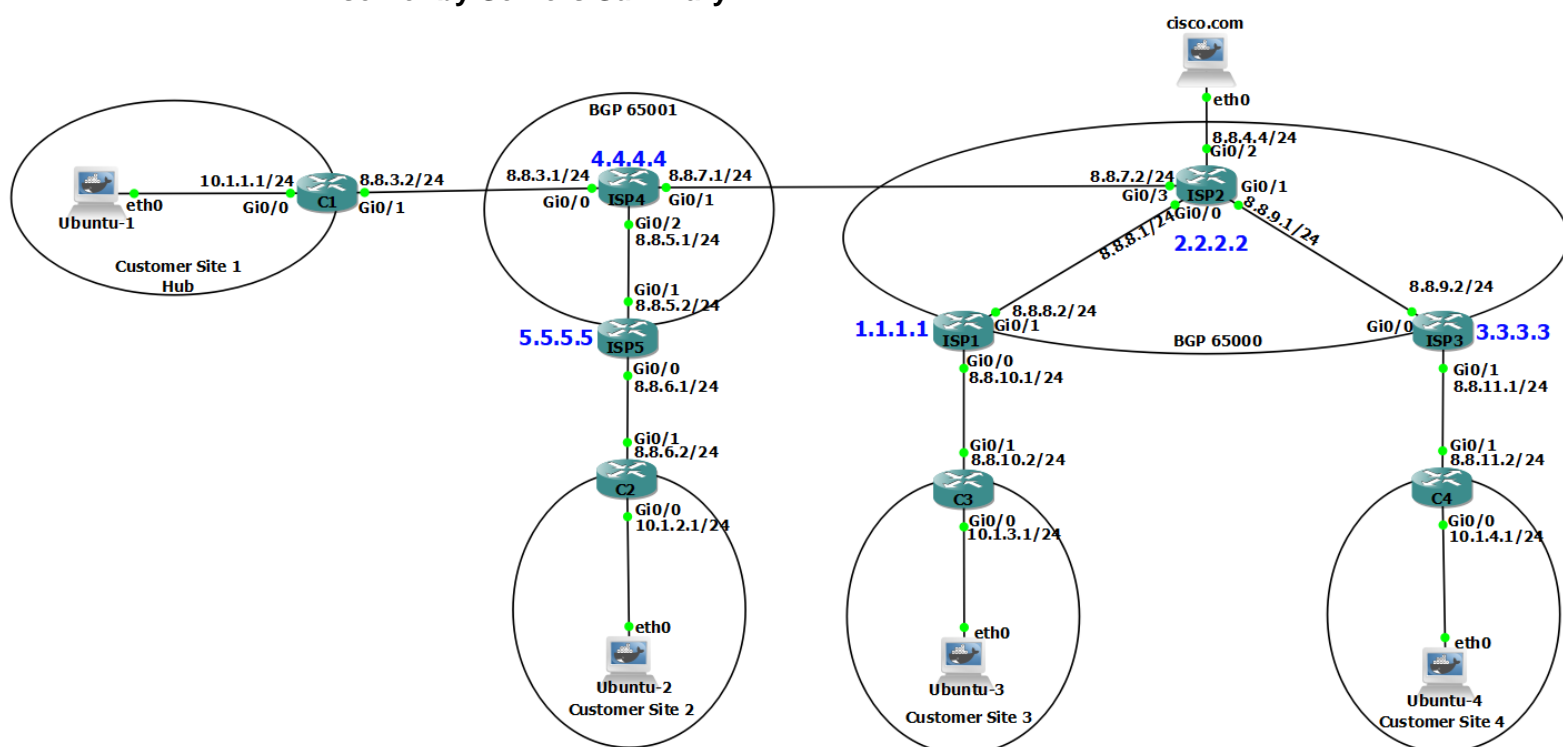 cisco.com
eth0
BGP 65001
8.8.4.4/24
Gi0/2
4.4.4.4
10.1.1.1/24
8.8.3.2/24
8.8.3.1/24
8.8.7.1/24
8.8.7.2/24
Gi0/1
eth0
Gi0/0
C1
Gi0/1
Gi0/0
ISP4
Gi0/1
Gi0/3
ISP2
Gi0/0
Ubuntu-1
Gi0/2
8.8.5.1/24
8.8.8.1/24
8.8.9.1/24
2.2.2.2
Customer Site 1
Hub
Gi0/1
8.8.5.2/24
8.8.9.2/24
8.8.8.2/24
5.5.5.5
ISP5
1.1.1.1
ISP1
Gi0/1
BGP 65000
Gi0/0
ISP3
3.3.3.3
Gi0/0
8.8.6.1/24
Gi0/0
8.8.10.1/24
Gi0/1
8.8.11.1/24
Gi0/1
8.8.6.2/24
Gi0/1
8.8.10.2/24
Gi0/1
8.8.11.2/24
C2
C3
C4
Gi0/0
10.1.2.1/24
Gi0/0
10.1.3.1/24
Gi0/0
10.1.4.1/24
eth0
eth0
eth0
Ubuntu-2
Customer Site 2
Ubuntu-3
Customer Site 3
Ubuntu-4
Customer Site 4